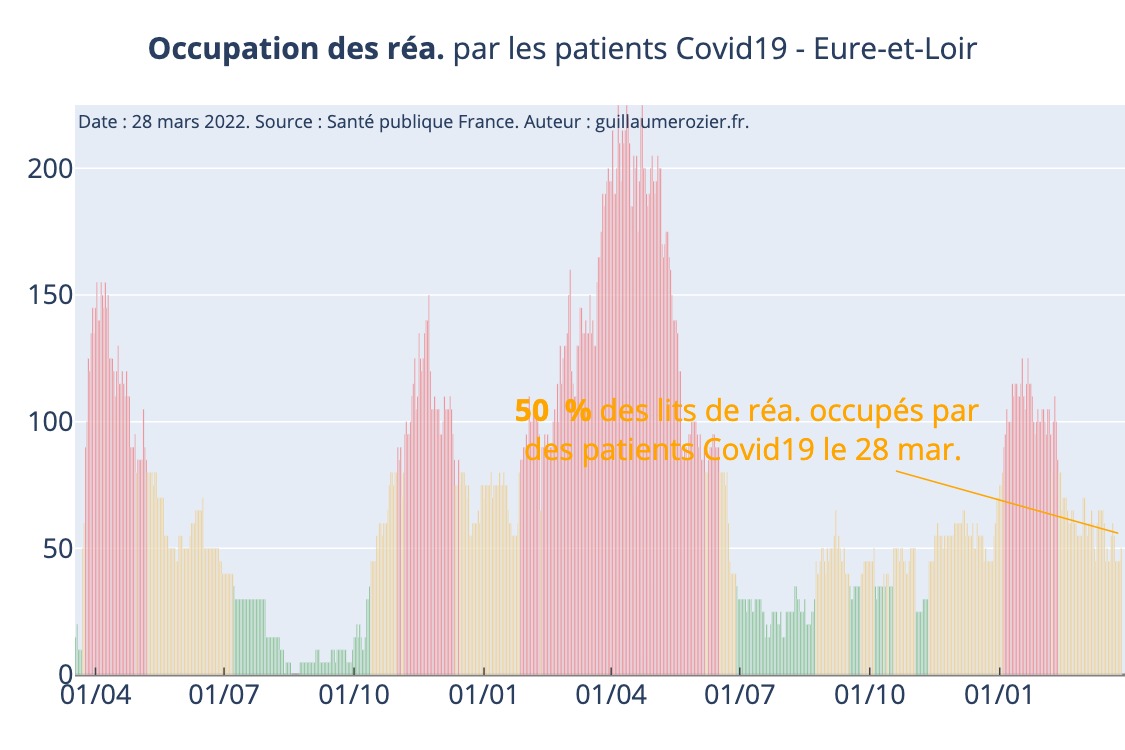 Occupation des réa. par les patients Covid19 - Eure-et-Loir
Date : 28 mars 2022. Source : Santé publique France. Auteur : guillaumerozier.fr.
200
150
100
50 % des lits de réa. occupés par
des patients Covid19 le 28 mar.
50
0
01/04 01/07 01/10 01/01 01/04 01/07 01/10 01/01